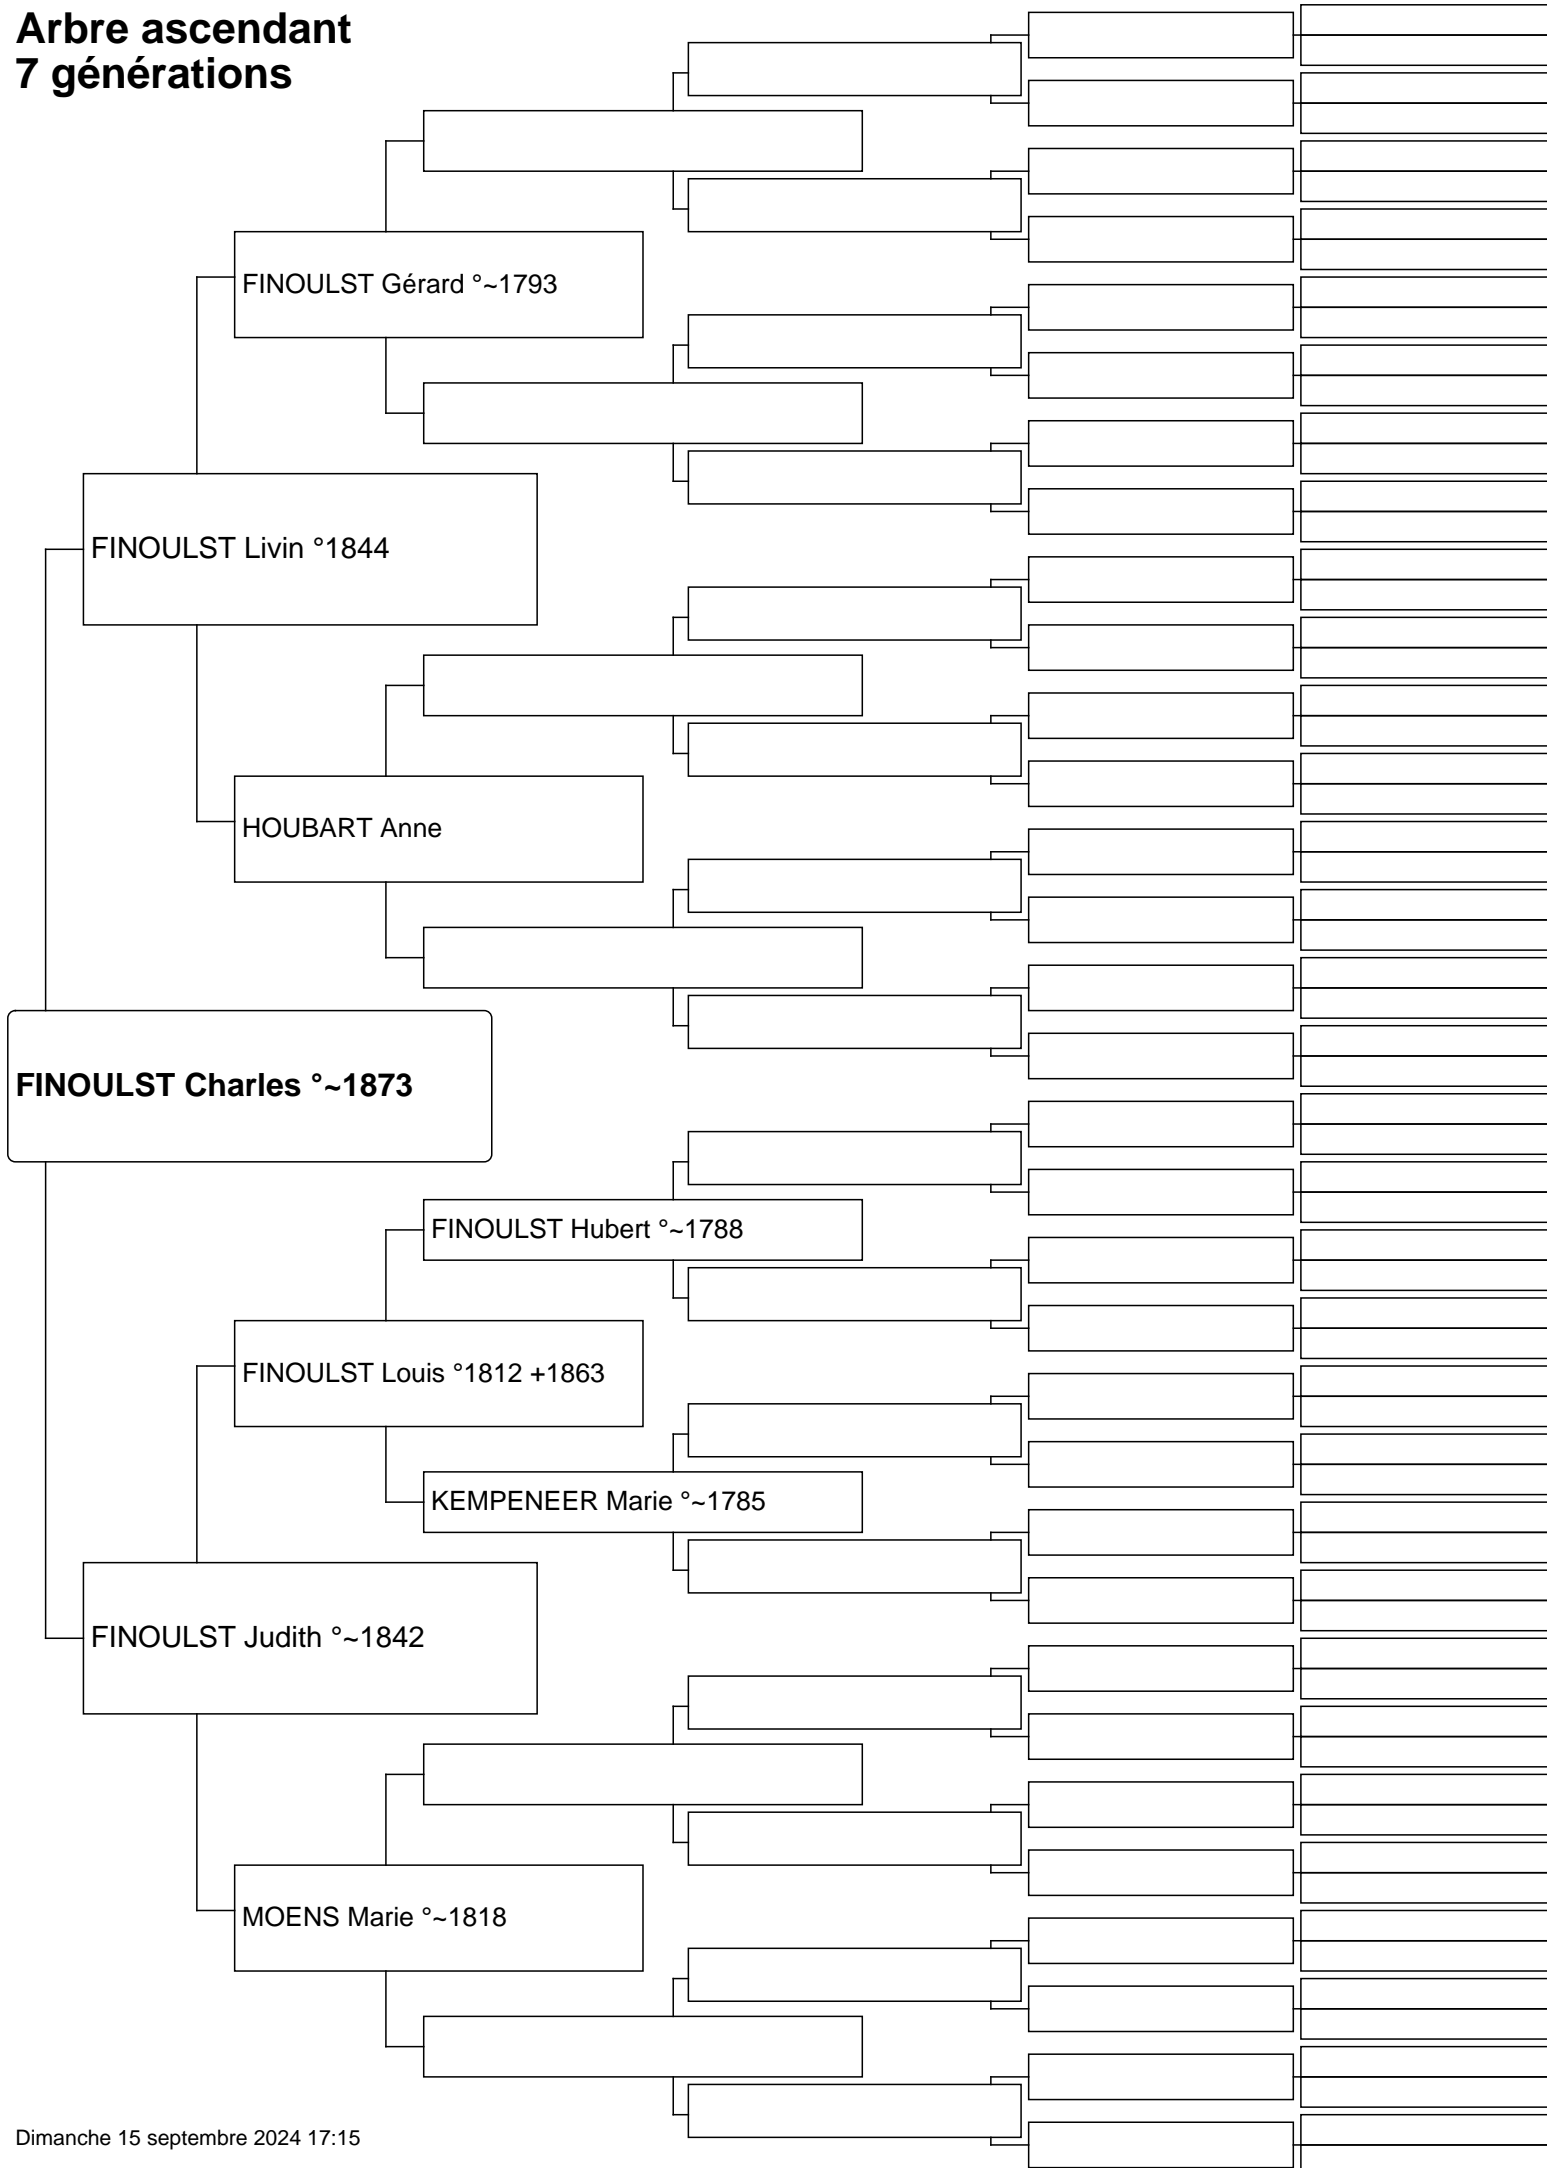 Arbre ascendant
7 générations
FINOULST Gérard °~1793
FINOULST Livin °1844
HOUBART Anne
FINOULST Charles °~1873
FINOULST Hubert °~1788
FINOULST Louis °1812 +1863
KEMPENEER Marie °~1785
FINOULST Judith °~1842
MOENS Marie °~1818
Dimanche 15 septembre 2024 17:15